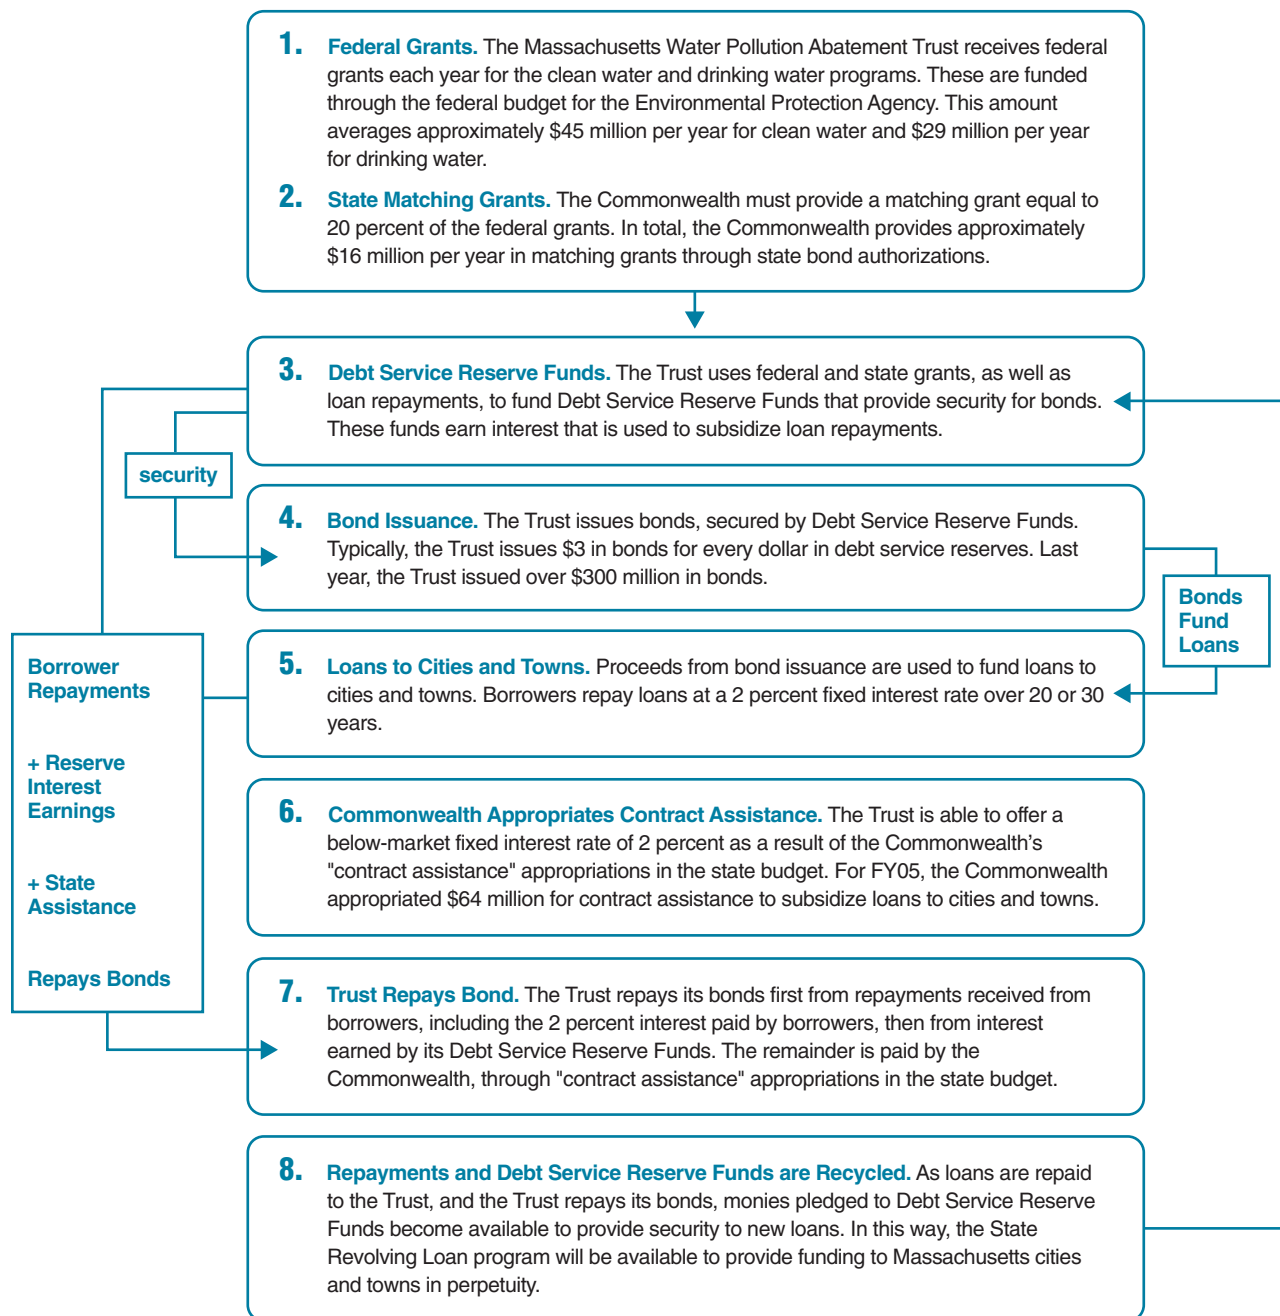 1. Federal Grants. The Massachusetts Water Pollution Abatement Trust receives federal
grants each year for the clean water and drinking water programs. These are funded
through the federal budget for the Environmental Protection Agency. This amount
averages approximately $45 million per year for clean water and $29 million per year
for drinking water.
2. State Matching Grants. The Commonwealth must provide a matching grant equal to
20 percent of the federal grants. In total, the Commonwealth provides approximately
$16 million per year in matching grants through state bond authorizations.
3. Debt Service Reserve Funds. The Trust uses federal and state grants, as well as
loan repayments, to fund Debt Service Reserve Funds that provide security for bonds.
These funds earn interest that is used to subsidize loan repayments.
security
4. Bond Issuance. The Trust issues bonds, secured by Debt Service Reserve Funds.
Typically, the Trust issues $3 in bonds for every dollar in debt service reserves. Last
year, the Trust issued over $300 million in bonds.
Bonds
Fund
Loans
5. Loans to Cities and Towns. Proceeds from bond issuance are used to fund loans to
cities and towns. Borrowers repay loans at a 2 percent fixed interest rate over 20 or 30
years.
Borrower
Repayments
+ Reserve
Interest
Earnings
+ State
Assistance
Repays Bonds
6. Commonwealth Appropriates Contract Assistance. The Trust is able to offer a
below-market fixed interest rate of 2 percent as a result of the Commonwealth’s
"contract assistance" appropriations in the state budget. For FY05, the Commonwealth
appropriated $64 million for contract assistance to subsidize loans to cities and towns.
7. Trust Repays Bond. The Trust repays its bonds first from repayments received from
borrowers, including the 2 percent interest paid by borrowers, then from interest
earned by its Debt Service Reserve Funds. The remainder is paid by the
Commonwealth, through "contract assistance" appropriations in the state budget.
8. Repayments and Debt Service Reserve Funds are Recycled. As loans are repaid
to the Trust, and the Trust repays its bonds, monies pledged to Debt Service Reserve
Funds become available to provide security to new loans. In this way, the State
Revolving Loan program will be available to provide funding to Massachusetts cities
and towns in perpetuity.